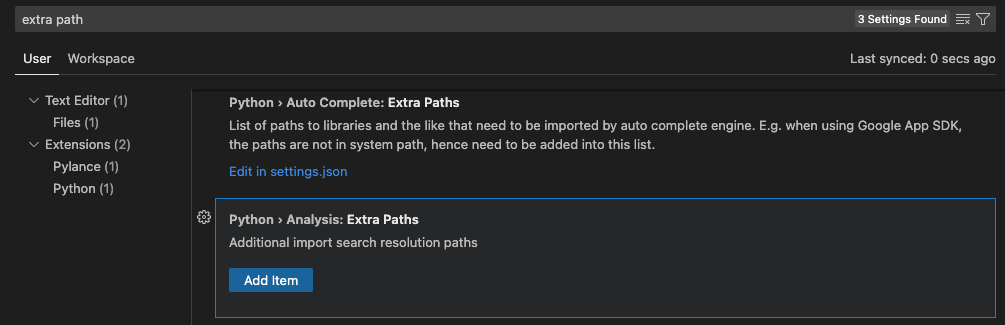 extra path
3 Settings Found
User
Workspace
Last synced: 0 secs ago
Text Editor (1)
Files (1)
Extensions (2)
Pylance (1)
Python (1)
Python › Auto Complete: Extra Paths
List of paths to libraries and the like that need to be imported by auto complete engine. E.g. when using Google App SDK,
the paths are not in system path, hence need to be added into this list.
Edit in settings.json
Python › Analysis: Extra Paths
Additional import search resolution paths
Add Item